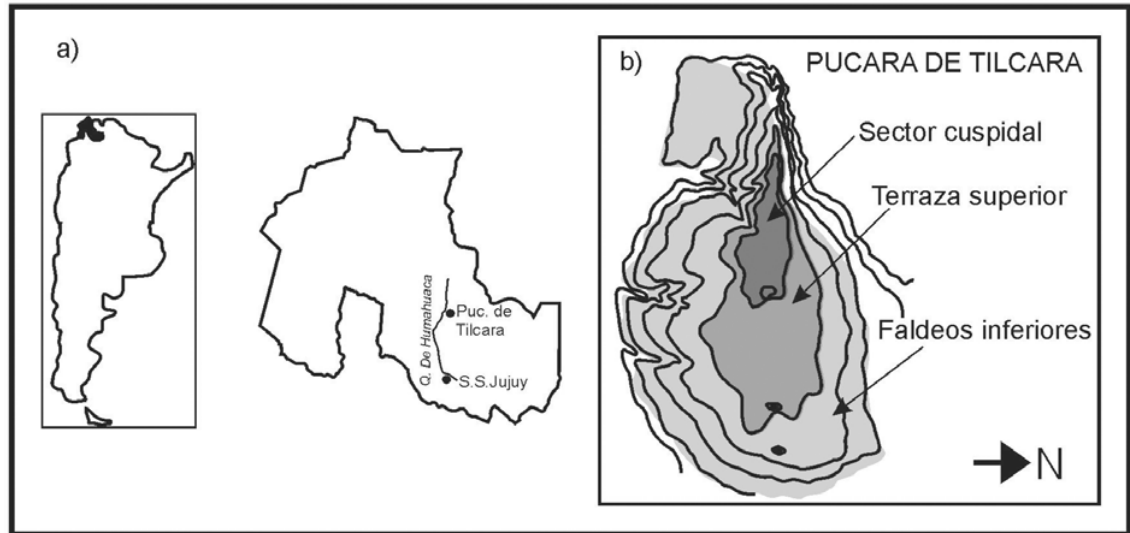 a)
Q. De Humahuaca
Puc. de
Tilcara
S.S.Jujuy
b)
PUCARA DE TILCARA
Sector cuspidal
Terraza superior
Faldeos inferiores
N